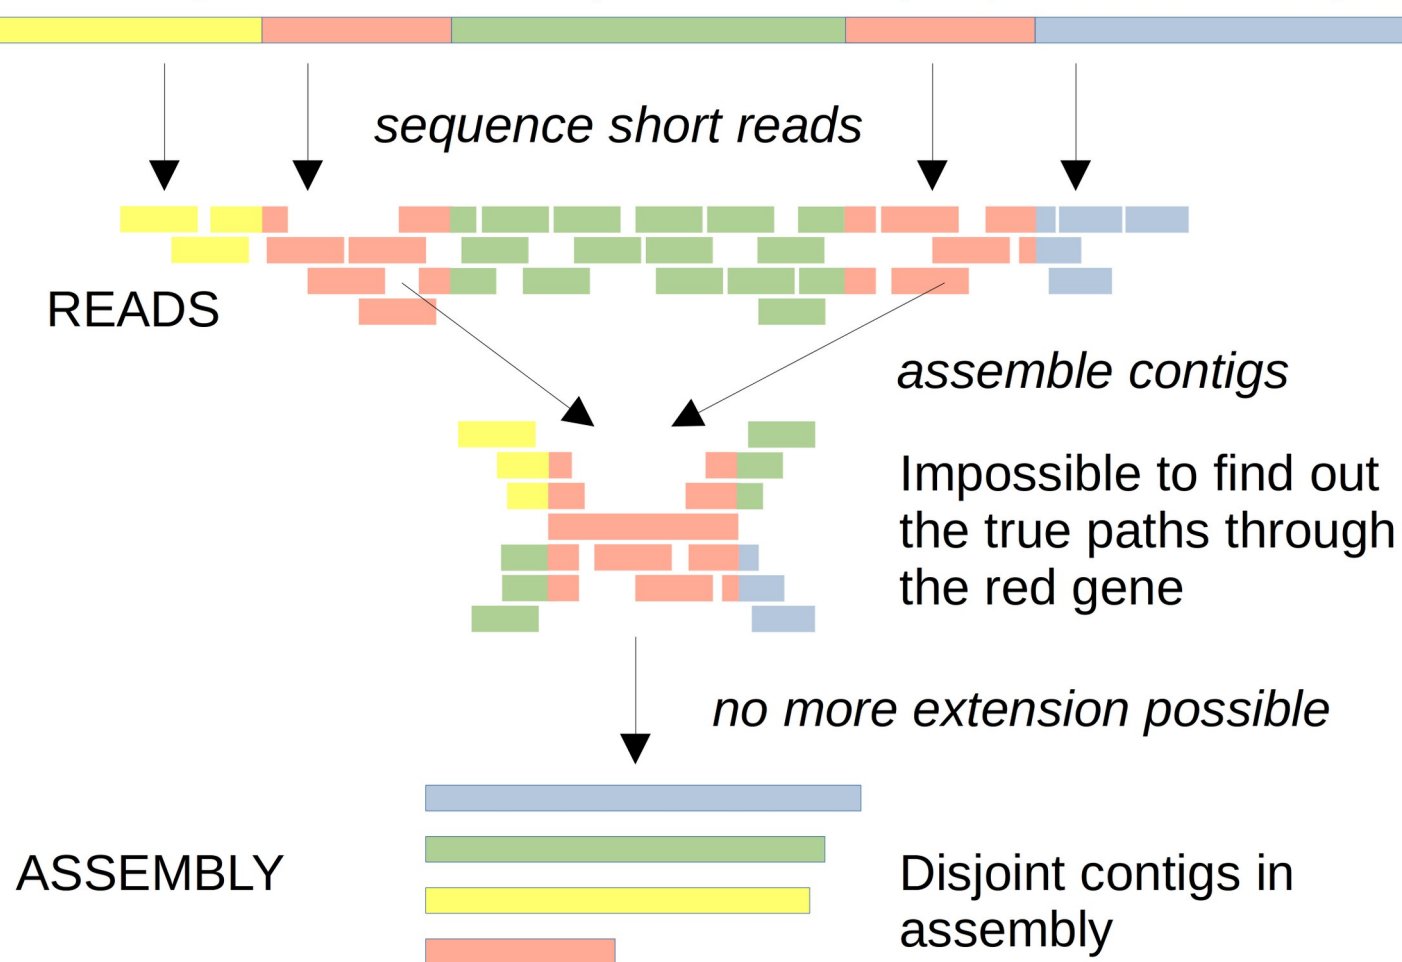 sequence short reads
READS
assemble contigs
Impossible to find out
the true paths through
the red gene
no more extension possible
ASSEMBLY
Disjoint contigs in
assembly